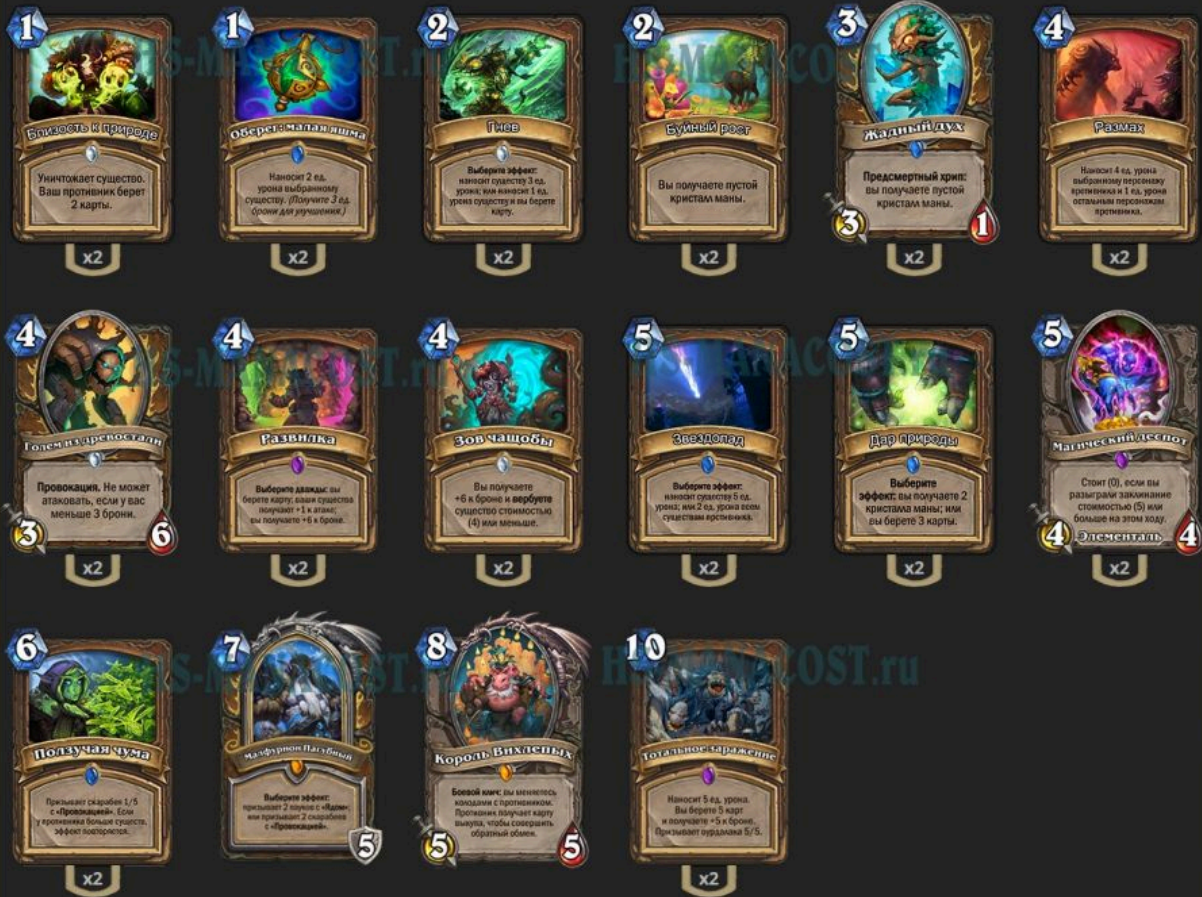 1
Близость к природе
Уничтожает существо.
Ваш противник берет
2 карты.
x2
1
Оберег: малая яшма
Наносит 2 ед.
урона выбранному
существу. (Получите 3 ед.
брони для улучшения.)
x2
2
Гнев
Выберите эффект:
наносит существу 3 ед.
урона; или наносит 1 ед.
урона существу и вы берете
карту.
x2
2
Буйный рост
Вы получаете пустой
кристалл маны.
x2
3
Жадный дух
Предсмертный хрип:
вы получаете пустой
кристалл маны.
3
1
x2
4
Размах
Наносит 4 ед. урона
выбранному персонажу
противника и 1 ед. урона
остальным персонажам
противника.
x2
4
Голем из древостали
Провокация. Не может
атаковать, если у вас
меньше 3 брони.
3
6
x2
4
Развилка
Выберите дважды: вы
берете карту; ваши существа
получают +1 к атаке;
вы получаете +6 к броне.
x2
4
Зов чащобы
Вы получаете
+6 к броне и вербуете
существо стоимостью
(4) или меньше.
x2
5
Звездопад
Выберите эффект:
наносит существу 5 ед.
урона; или 2 ед. урона всем
существам противника.
x2
5
Дар природы
Выберите
эффект: вы получаете 2
кристалла маны; или
вы берете 3 карты.
x2
5
Магический деспот
Стоит (0), если вы
разыграли заклинание
стоимостью (5) или
больше на этом ходу.
4
Элементаль
4
x2
6
Ползучая чума
Призывает скарабея 1/5
с «Провокацией». Если
у противника больше существ,
эффект повторяется.
x2
7
Малфурион Пагубный
Выберите эффект:
призывает 2 пауков с «Ядом»;
или призывает 2 скарабеев
с «Провокацией».
5
8
Король Вихлепых
Боевой клич: вы меняетесь
колодами с противником.
Противник получает карту
выкупа, чтобы совершить
обратный обмен.
5
5
10
Тотальное заражение
Наносит 5 ед. урона.
Вы берете 5 карт
и получаете +5 к броне.
Призывает вурдалака 5/5.
x2
HS-MANACOST.ru